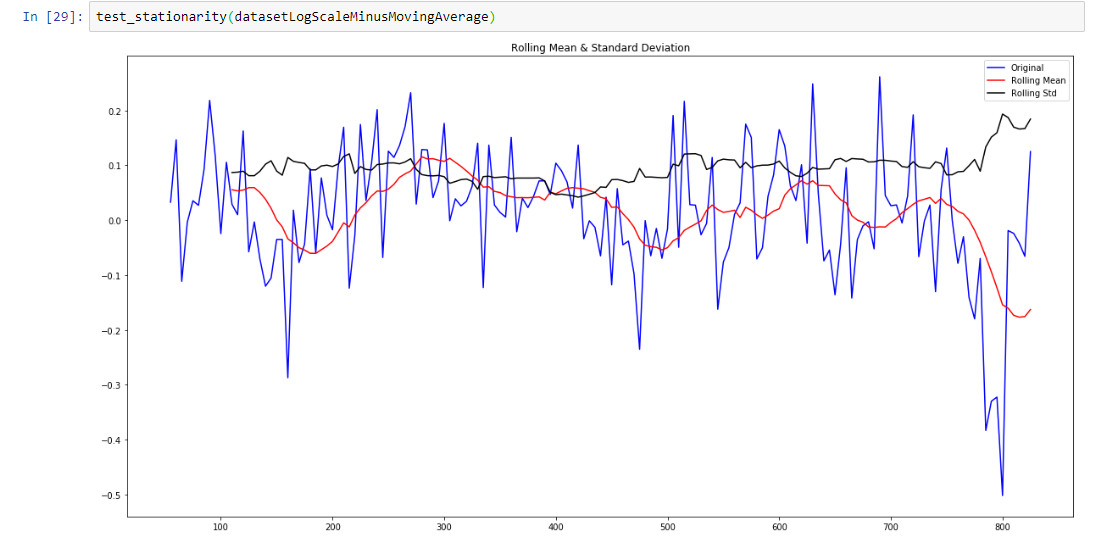 In [29]: test_stationarity(datasetLogScaleMinusMovingAverage)
Rolling Mean & Standard Deviation
Original
Rolling Mean
Rolling Std
0.2
0.1
0.0
−0.1
−0.2
−0.3
−0.4
−0.5
100 200 300 400 500 600 700 800